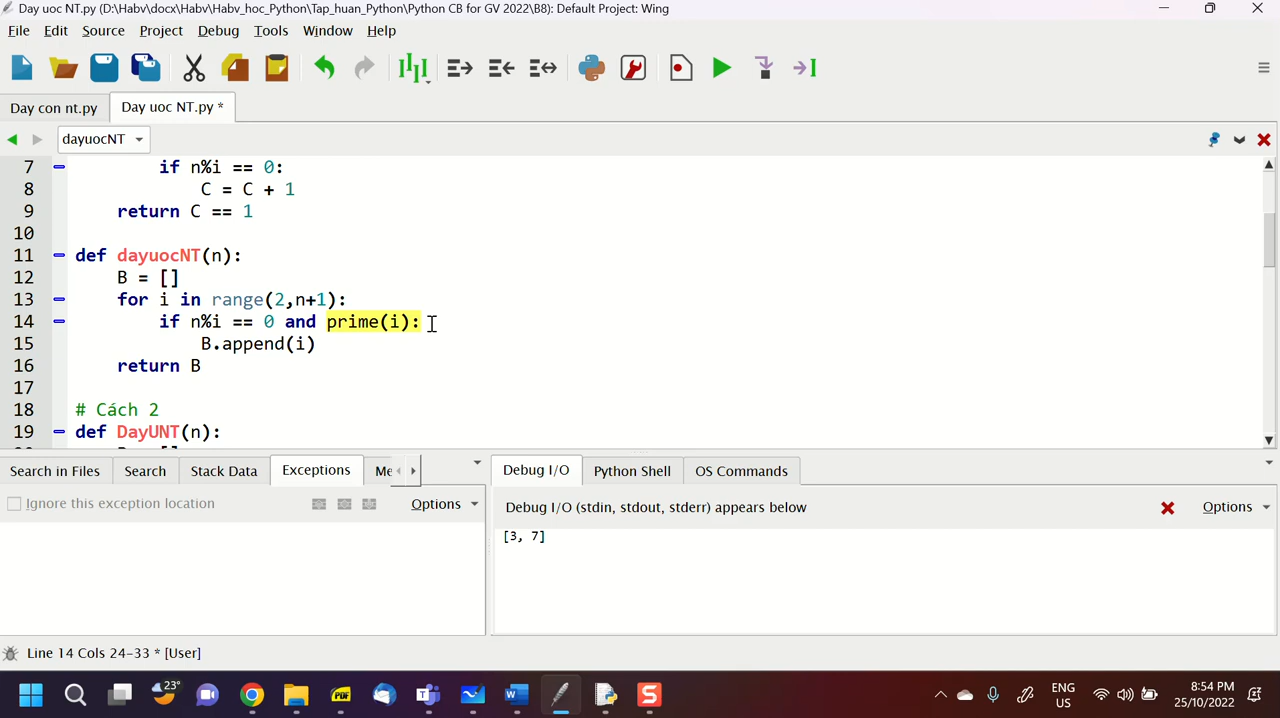 Day uoc NT.py (D:\Habv\docx\Habv\Habv_hoc_Python\Tap_huan_Python\Python CB for GV 2022\B8): Default Project: Wing
File Edit Source Project Debug Tools Window Help
Day con nt.py Day uoc NT.py *
dayuocNT
7 if n%i == 0:
8 C = C + 1
9 return C == 1
10
11 def dayuocNT(n):
12 B = []
13 for i in range(2,n+1):
14 if n%i == 0 and prime(i):
15 B.append(i)
16 return B
17
18 # Cách 2
19 def DayUNT(n):
Search in Files Search Stack Data Exceptions Me Debug I/O Python Shell OS Commands
Ignore this exception location Options Debug I/O (stdin, stdout, stderr) appears below Options
[3, 7]
Line 14 Cols 24-33 * [User]
23° PDF S ENG US 8:54 PM 25/10/2022